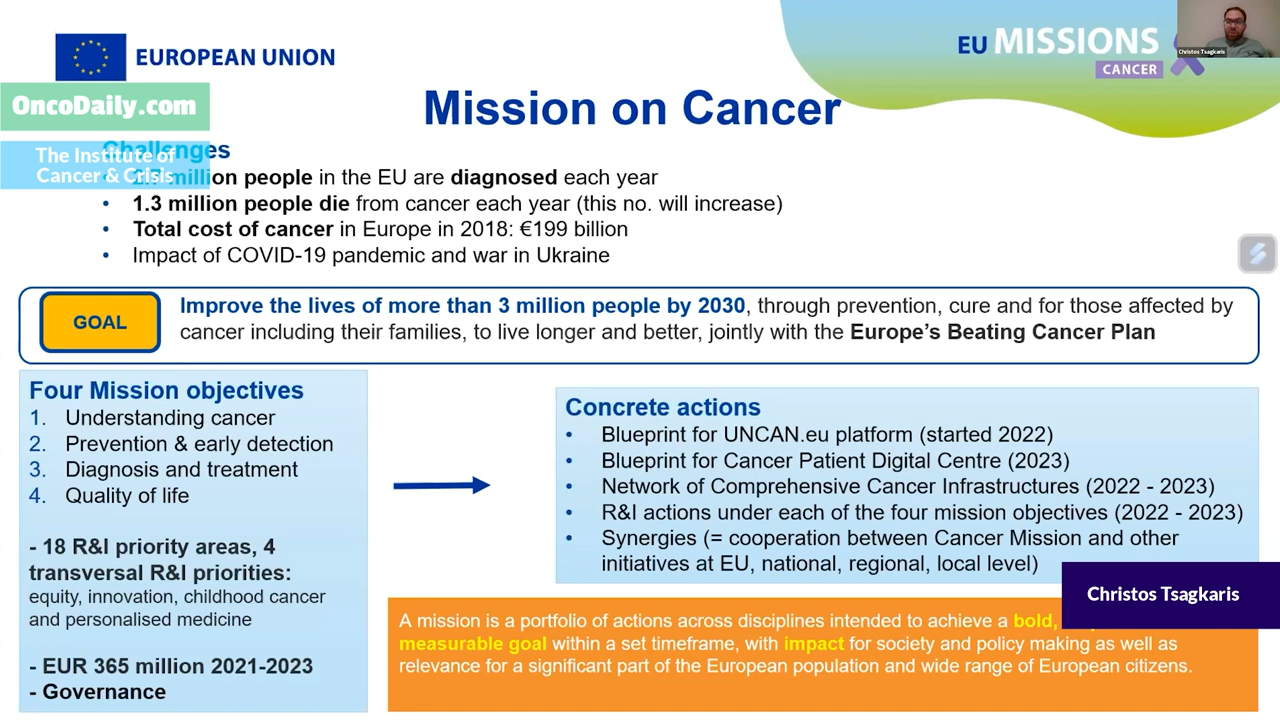 EUROPEAN UNION
EU MISSIONS
CANCER
Christos Tsagkaris
OncoDaily.com
Mission on Cancer
The Institute of
Cancer & Crisis
Challenges
• 2.7 million people in the EU are diagnosed each year
• 1.3 million people die from cancer each year (this no. will increase)
• Total cost of cancer in Europe in 2018: €199 billion
• Impact of COVID-19 pandemic and war in Ukraine
GOAL
Improve the lives of more than 3 million people by 2030, through prevention, cure and for those affected by
cancer including their families, to live longer and better, jointly with the Europe's Beating Cancer Plan
Four Mission objectives
1. Understanding cancer
2. Prevention & early detection
3. Diagnosis and treatment
4. Quality of life
- 18 R&I priority areas, 4
transversal R&I priorities:
equity, innovation, childhood cancer
and personalised medicine
- EUR 365 million 2021-2023
- Governance
Concrete actions
• Blueprint for UNCAN.eu platform (started 2022)
• Blueprint for Cancer Patient Digital Centre (2023)
• Network of Comprehensive Cancer Infrastructures (2022 - 2023)
• R&I actions under each of the four mission objectives (2022 - 2023)
• Synergies (= cooperation between Cancer Mission and other
initiatives at EU, national, regional, local level)
Christos Tsagkaris
A mission is a portfolio of actions across disciplines intended to achieve a bold,
measurable goal within a set timeframe, with impact for society and policy making as well as
relevance for a significant part of the European population and wide range of European citizens.